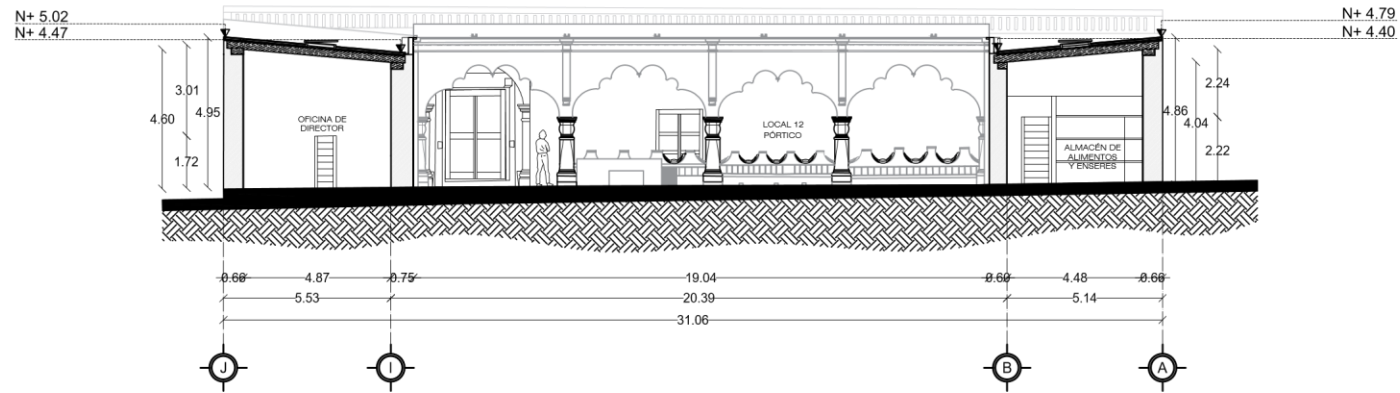 N+ 5.02
N+ 4.79
N+ 4.47
N+ 4.40
3.01
4.60
4.95
1.72
OFICINA DE
DIRECTOR
LOCAL 12
PÓRTICO
ALMACÉN DE
ALIMENTOS
Y ENSERES
2.24
4.86
4.04
2.22
0.66
4.87
0.75
19.04
0.60
4.48
0.66
5.53
20.39
5.14
31.06
J
I
B
A